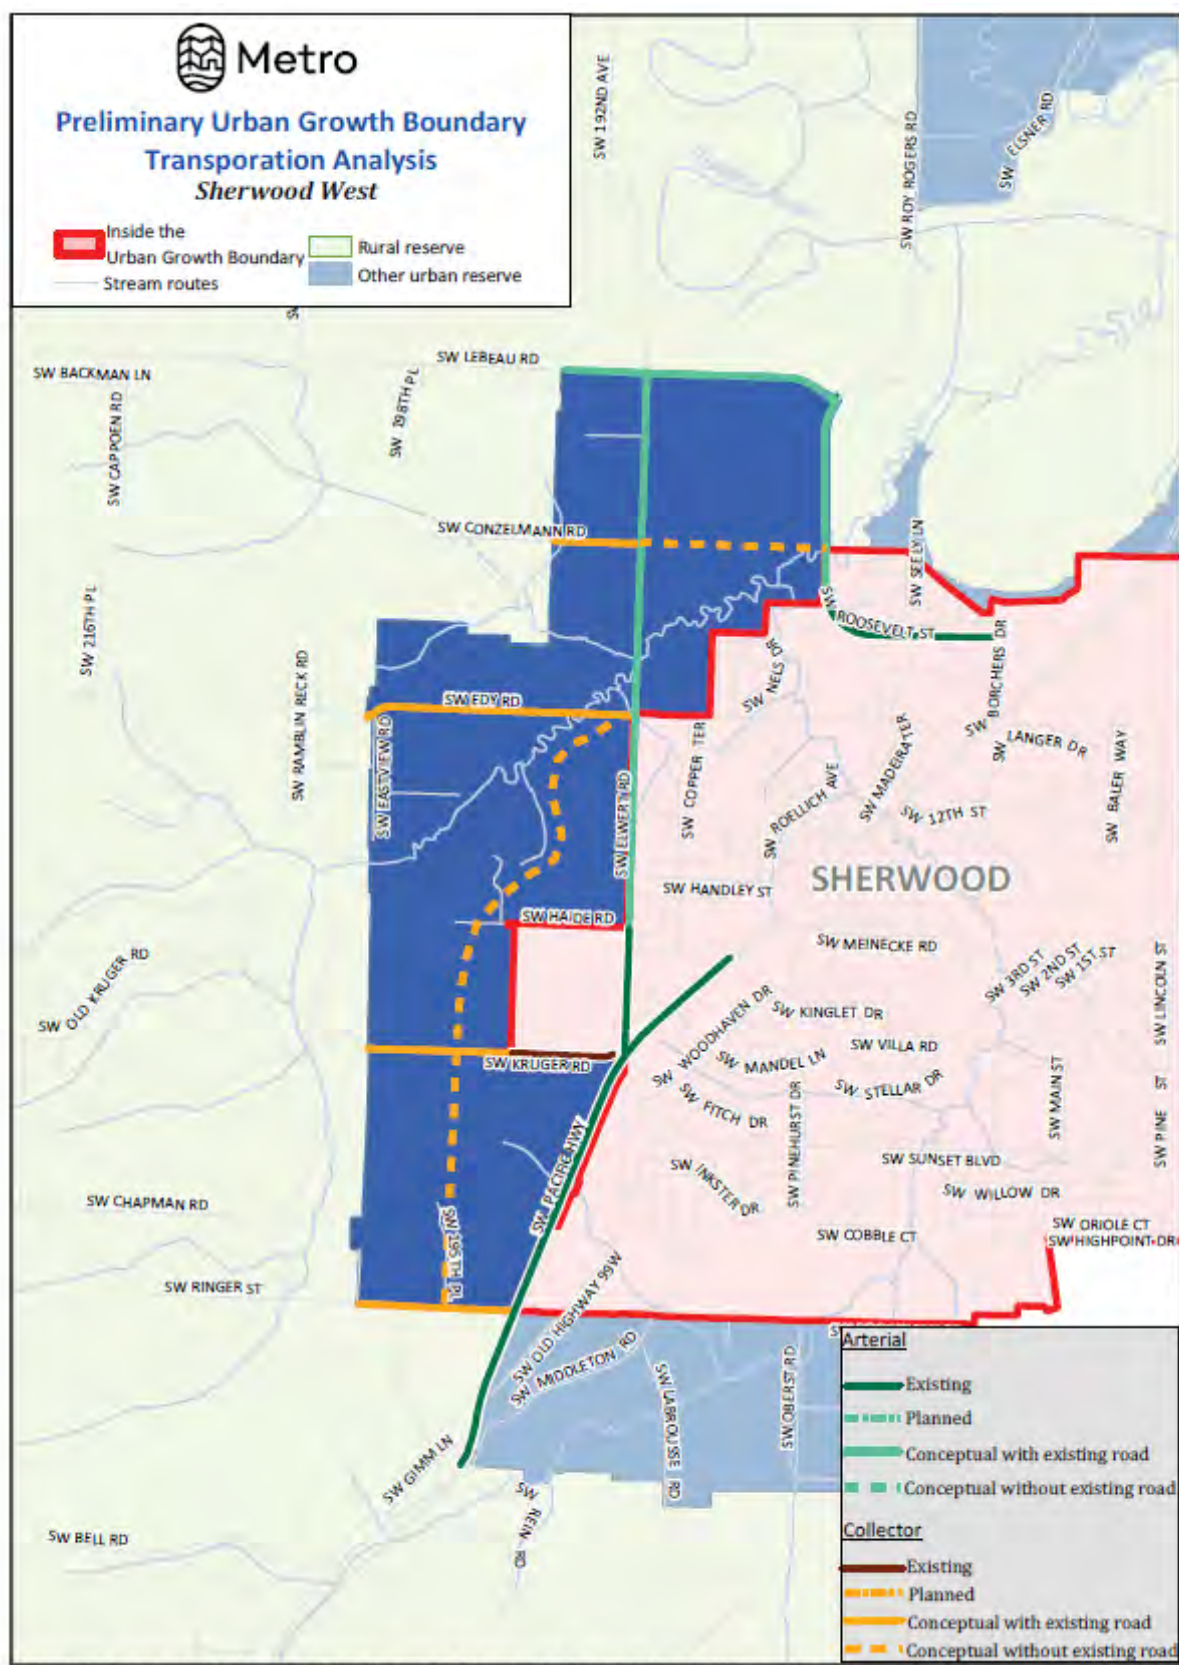 Metro
Preliminary Urban Growth Boundary
Transporation Analysis
Sherwood West
Inside the
Urban Growth Boundary
Stream routes
Rural reserve
Other urban reserve
SW 192ND AVE
SW ROY ROGERS RD
SW ELSNER RD
SW LEBEAU RD
SW BACKMAN LN
SW CAPPOEN RD
SW 198TH PL
SW CONZELMANN RD
SW SEELY LN
SW 216TH PL
SW ROOSEVELT ST
SW BORCHERS DR
SW NELS DR
SW RAMBLIN RECK RD
SW EDY RD
SW EASTVIEW RD
SW ELWERT RD
SW COPPER TER
SW ROELLICH AVE
SW MADEIRA TER
SW LANGER DR
SW 12TH ST
SW BALER WAY
SHERWOOD
SW HANDLEY ST
SW HAIDE RD
SW MEINECKE RD
SW 3RD ST
SW 2ND ST
SW 1ST ST
SW LINCOLN ST
SW OLD KRUGER RD
SW WOODHAVEN DR
SW KINGLET DR
SW VILLA RD
SW MANDEL LN
SW KRUGER RD
SW FITCH DR
SW STELLAR DR
SW PINEHURST DR
SW MAIN ST
SW PINE ST
SW PACIFIC HWY
SW INKSTER DR
SW SUNSET BLVD
SW WILLOW DR
SW CHAPMAN RD
SW 195TH PL
SW COBBLE CT
SW ORIOLE CT
SW HIGHPOINT DR
SW RINGER ST
SW OLD HIGHWAY 99W
SW MIDDLETON RD
SW LABROUSSE RD
SW OBERST RD
SW GIMM LN
SW REIN RD
SW BELL RD
Arterial
Existing
Planned
Conceptual with existing road
Conceptual without existing road
Collector
Existing
Planned
Conceptual with existing road
Conceptual without existing road